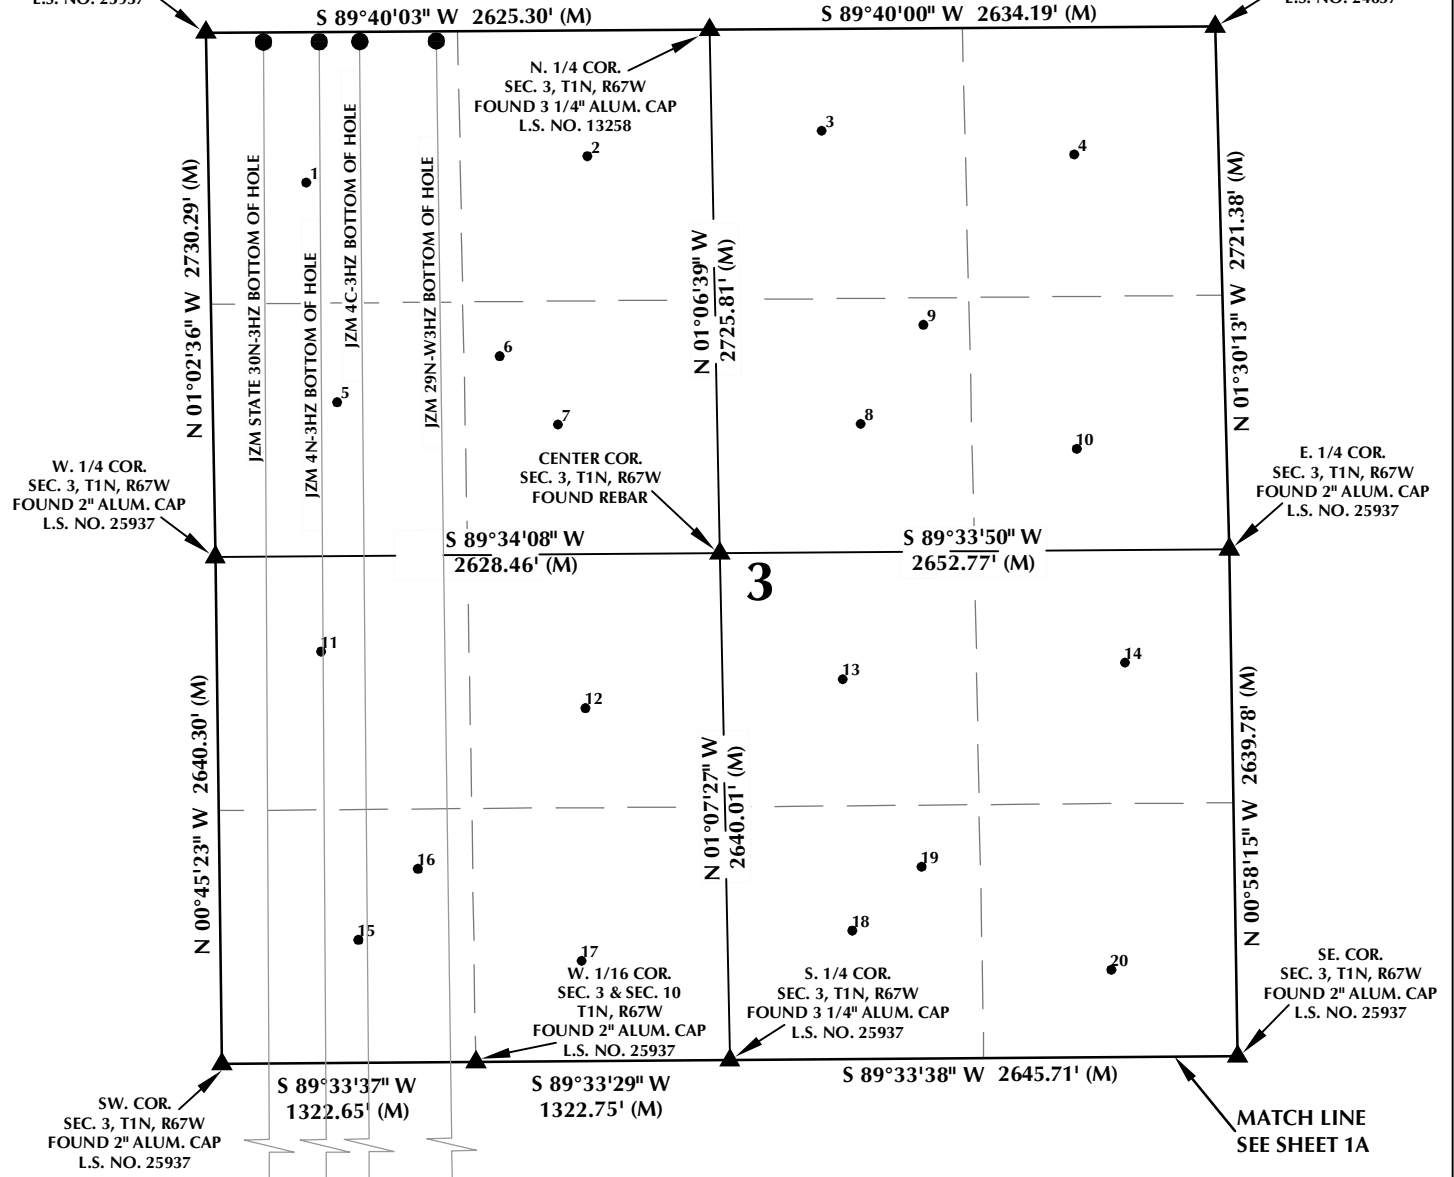 L.S. NO. 25937
S 89°40'03" W 2625.30' (M)
S 89°40'00" W 2634.19' (M)
L.S. NO. 24657
N. 1/4 COR.
SEC. 3, T1N, R67W
FOUND 3 1/4" ALUM. CAP
L.S. NO. 13258
1
2
3
4
N 01°02'36" W 2730.29' (M)
JZM STATE 30N-3HZ BOTTOM OF HOLE
JZM 4N-3HZ BOTTOM OF HOLE
JZM 4C-3HZ BOTTOM OF HOLE
JZM 29N-W3HZ BOTTOM OF HOLE
N 01°06'39" W
2725.81' (M)
N 01°30'13" W 2721.38' (M)
5
6
7
8
9
10
W. 1/4 COR.
SEC. 3, T1N, R67W
FOUND 2" ALUM. CAP
L.S. NO. 25937
CENTER COR.
SEC. 3, T1N, R67W
FOUND REBAR
E. 1/4 COR.
SEC. 3, T1N, R67W
FOUND 2" ALUM. CAP
L.S. NO. 25937
S 89°34'08" W
2628.46' (M)
S 89°33'50" W
2652.77' (M)
3
11
12
13
14
N 00°45'23" W 2640.30' (M)
N 01°07'27" W
2640.01' (M)
N 00°58'15" W 2639.78' (M)
15
16
17
18
19
20
W. 1/16 COR.
SEC. 3 & SEC. 10
T1N, R67W
FOUND 2" ALUM. CAP
L.S. NO. 25937
S. 1/4 COR.
SEC. 3, T1N, R67W
FOUND 3 1/4" ALUM. CAP
L.S. NO. 25937
SE. COR.
SEC. 3, T1N, R67W
FOUND 2" ALUM. CAP
L.S. NO. 25937
S 89°33'37" W
1322.65' (M)
S 89°33'29" W
1322.75' (M)
S 89°33'38" W 2645.71' (M)
SW. COR.
SEC. 3, T1N, R67W
FOUND 2" ALUM. CAP
L.S. NO. 25937
MATCH LINE
SEE SHEET 1A